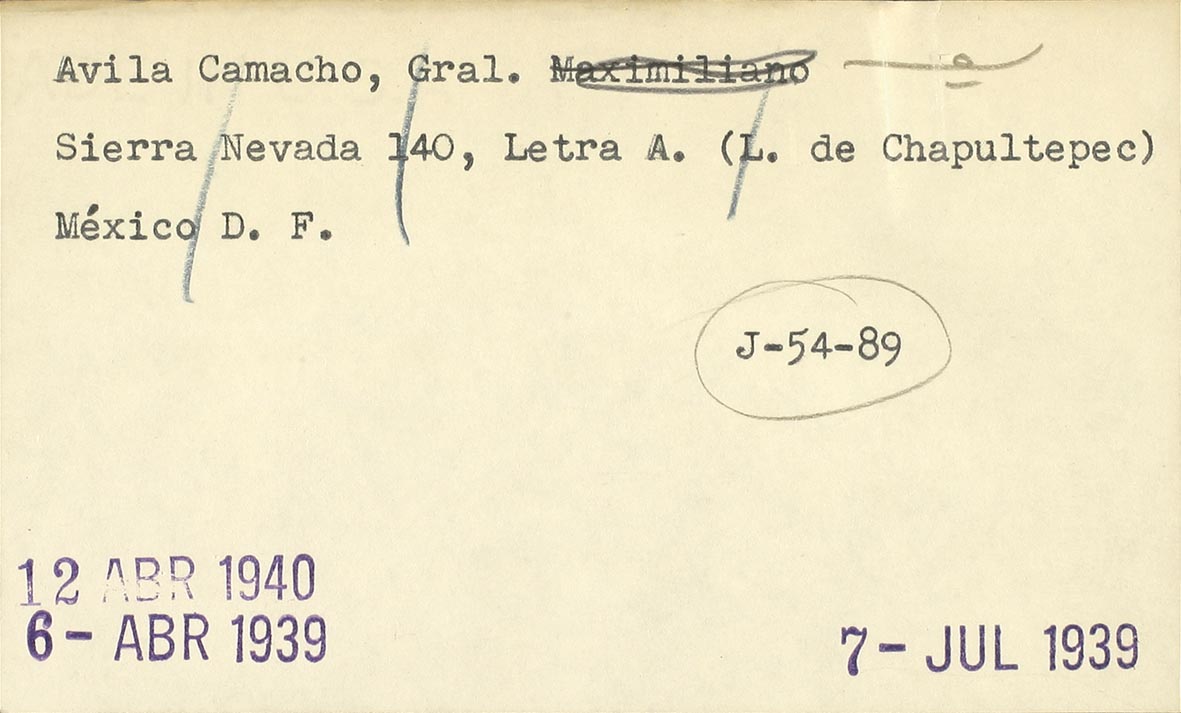 Avila Camacho, Gral. Maximiliano
Sierra Nevada 140, Letra A. (L. de Chapultepec)
México D. F.
J-54-89
12 ABR 1940
6- ABR 1939
7- JUL 1939